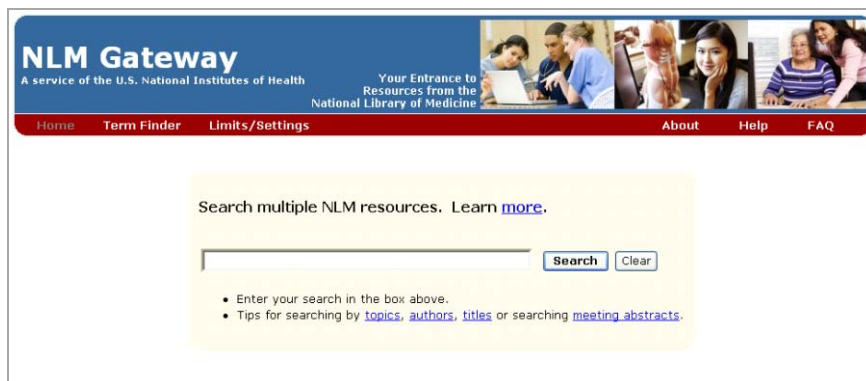 NLM Gateway
A service of the U.S. National Institutes of Health
Your Entrance to
Resources from the
National Library of Medicine
Home Term Finder Limits/Settings About Help FAQ
Search multiple NLM resources. Learn more.
Search Clear
• Enter your search in the box above.
• Tips for searching by topics, authors, titles or searching meeting abstracts.